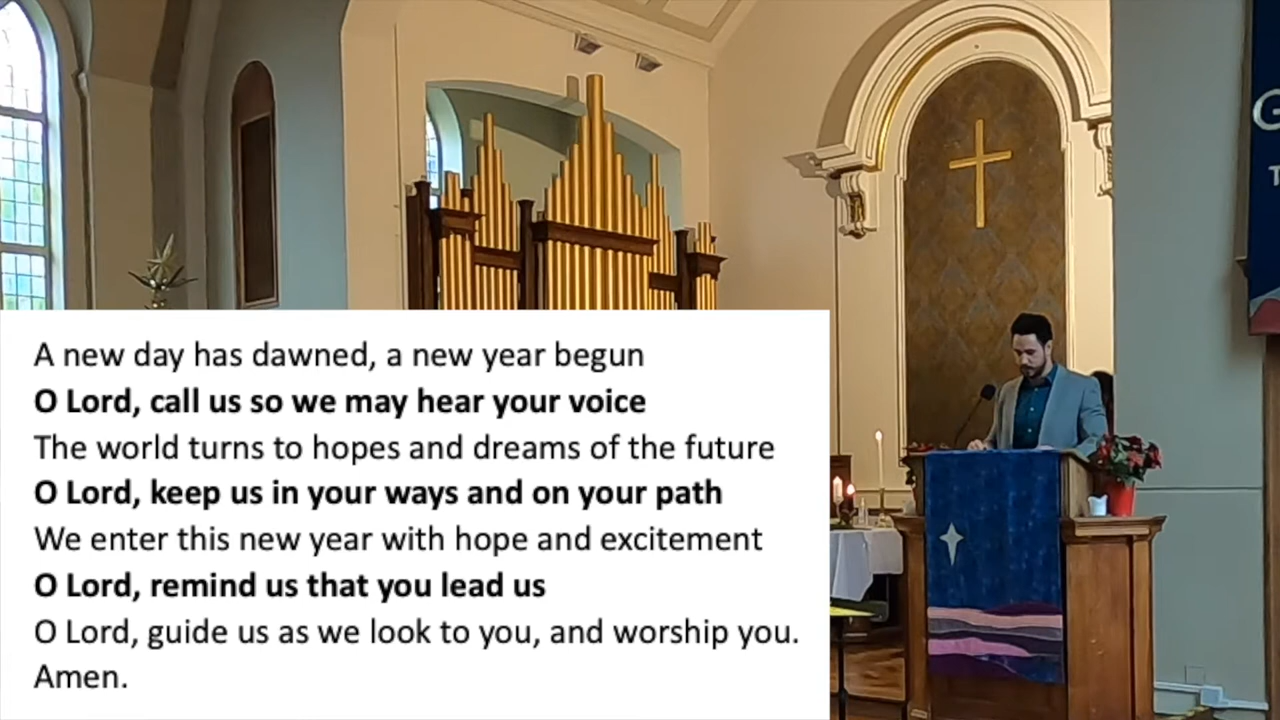 A new day has dawned, a new year begun
O Lord, call us so we may hear your voice
The world turns to hopes and dreams of the future
O Lord, keep us in your ways and on your path
We enter this new year with hope and excitement
O Lord, remind us that you lead us
O Lord, guide us as we look to you, and worship you.
Amen.